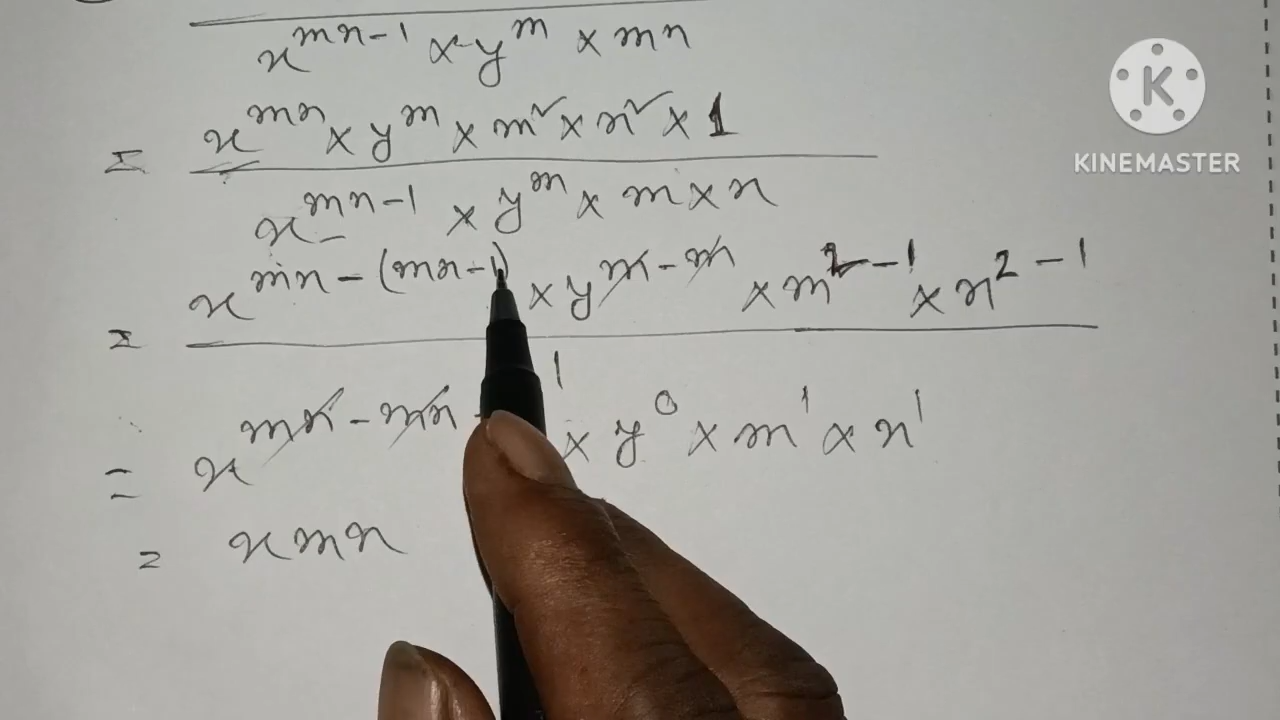 x^{mn-1} × y^m × mn
= x^{mn} × y^m × m² × n² × 1
x^{mn-1} × y^m × m × n
= x^{mn-(mn-1)} × y^{m-m} × m^{2-1} × n^{2-1}
= x^{mn-mn 1} × y^0 × m^1 × n^1
= xmn
K
KINEMASTER